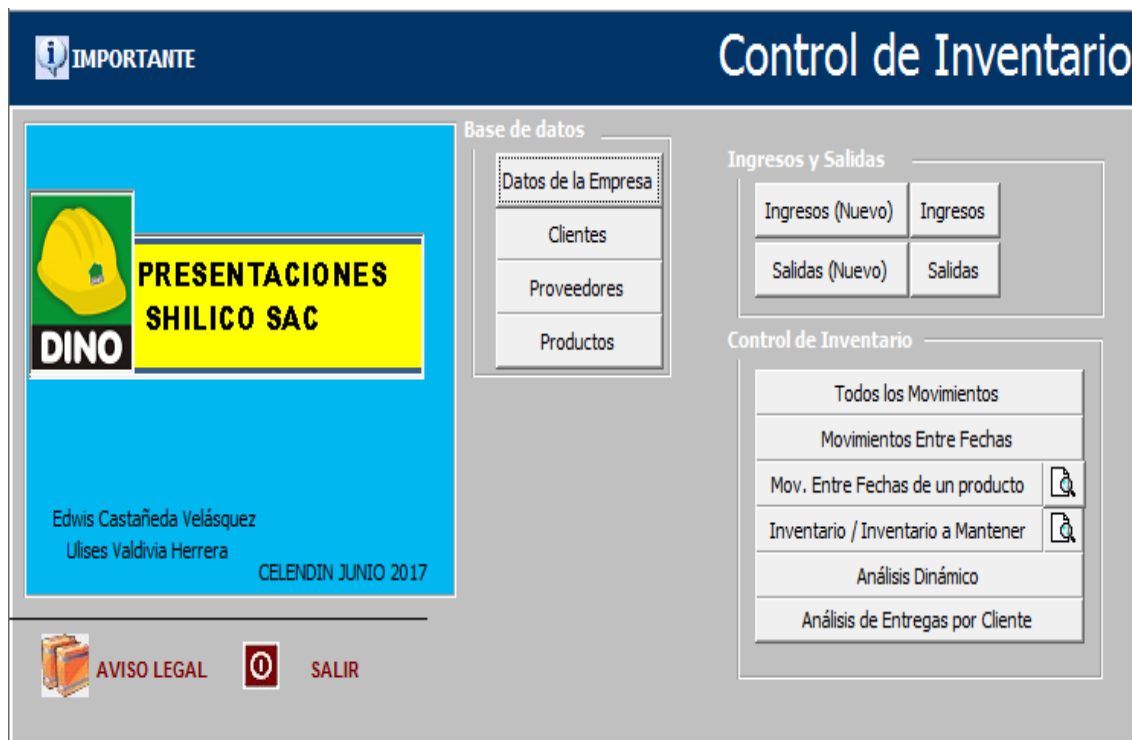 IMPORTANTE
Control de Inventario
PRESENTACIONES
SHILICO SAC
DINO
Edwis Castañeda Velásquez
Ulises Valdivia Herrera
CELENDIN JUNIO 2017
AVISO LEGAL
SALIR
Base de datos
Datos de la Empresa
Clientes
Proveedores
Productos
Ingresos y Salidas
Ingresos (Nuevo) Ingresos
Salidas (Nuevo) Salidas
Control de Inventario
Todos los Movimientos
Movimientos Entre Fechas
Mov. Entre Fechas de un producto
Inventario / Inventario a Mantener
Análisis Dinámico
Análisis de Entregas por Cliente